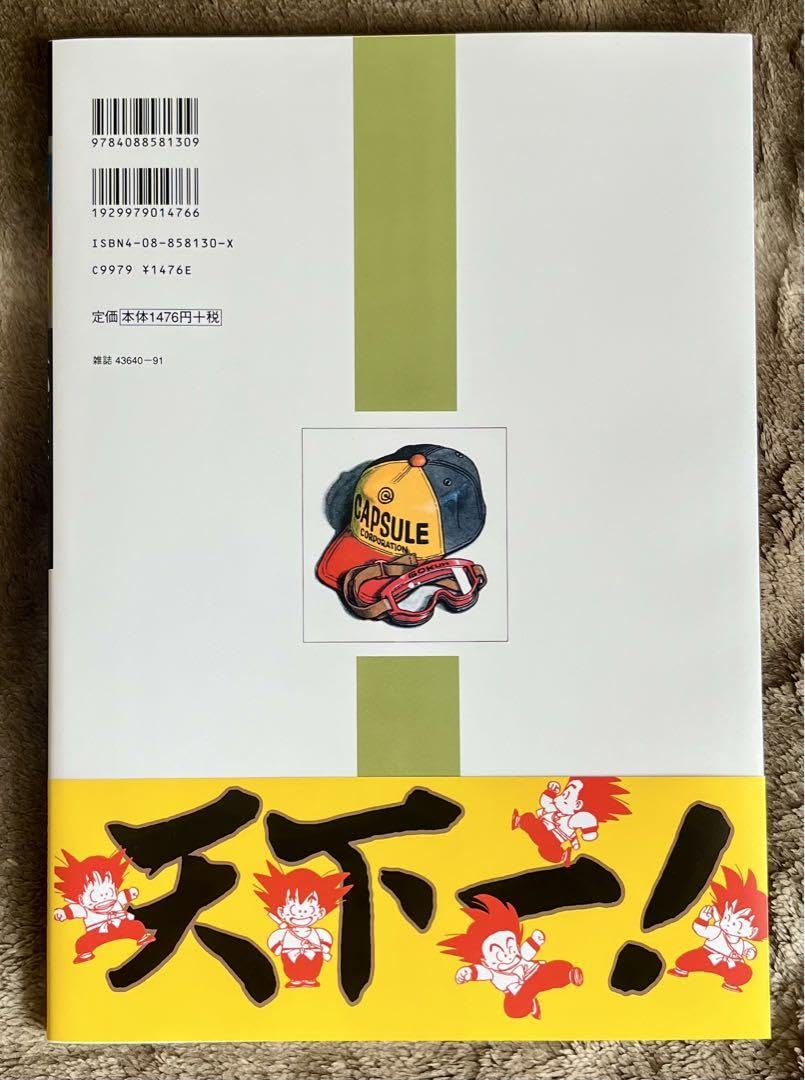 9784088581309
1929979014766
ISBN4-08-858130-X
C9979 ¥1476E
定価 本体1476円+税
雑誌 43640-91
CAPSULE
CORPORATION
GOKUH
天下一!